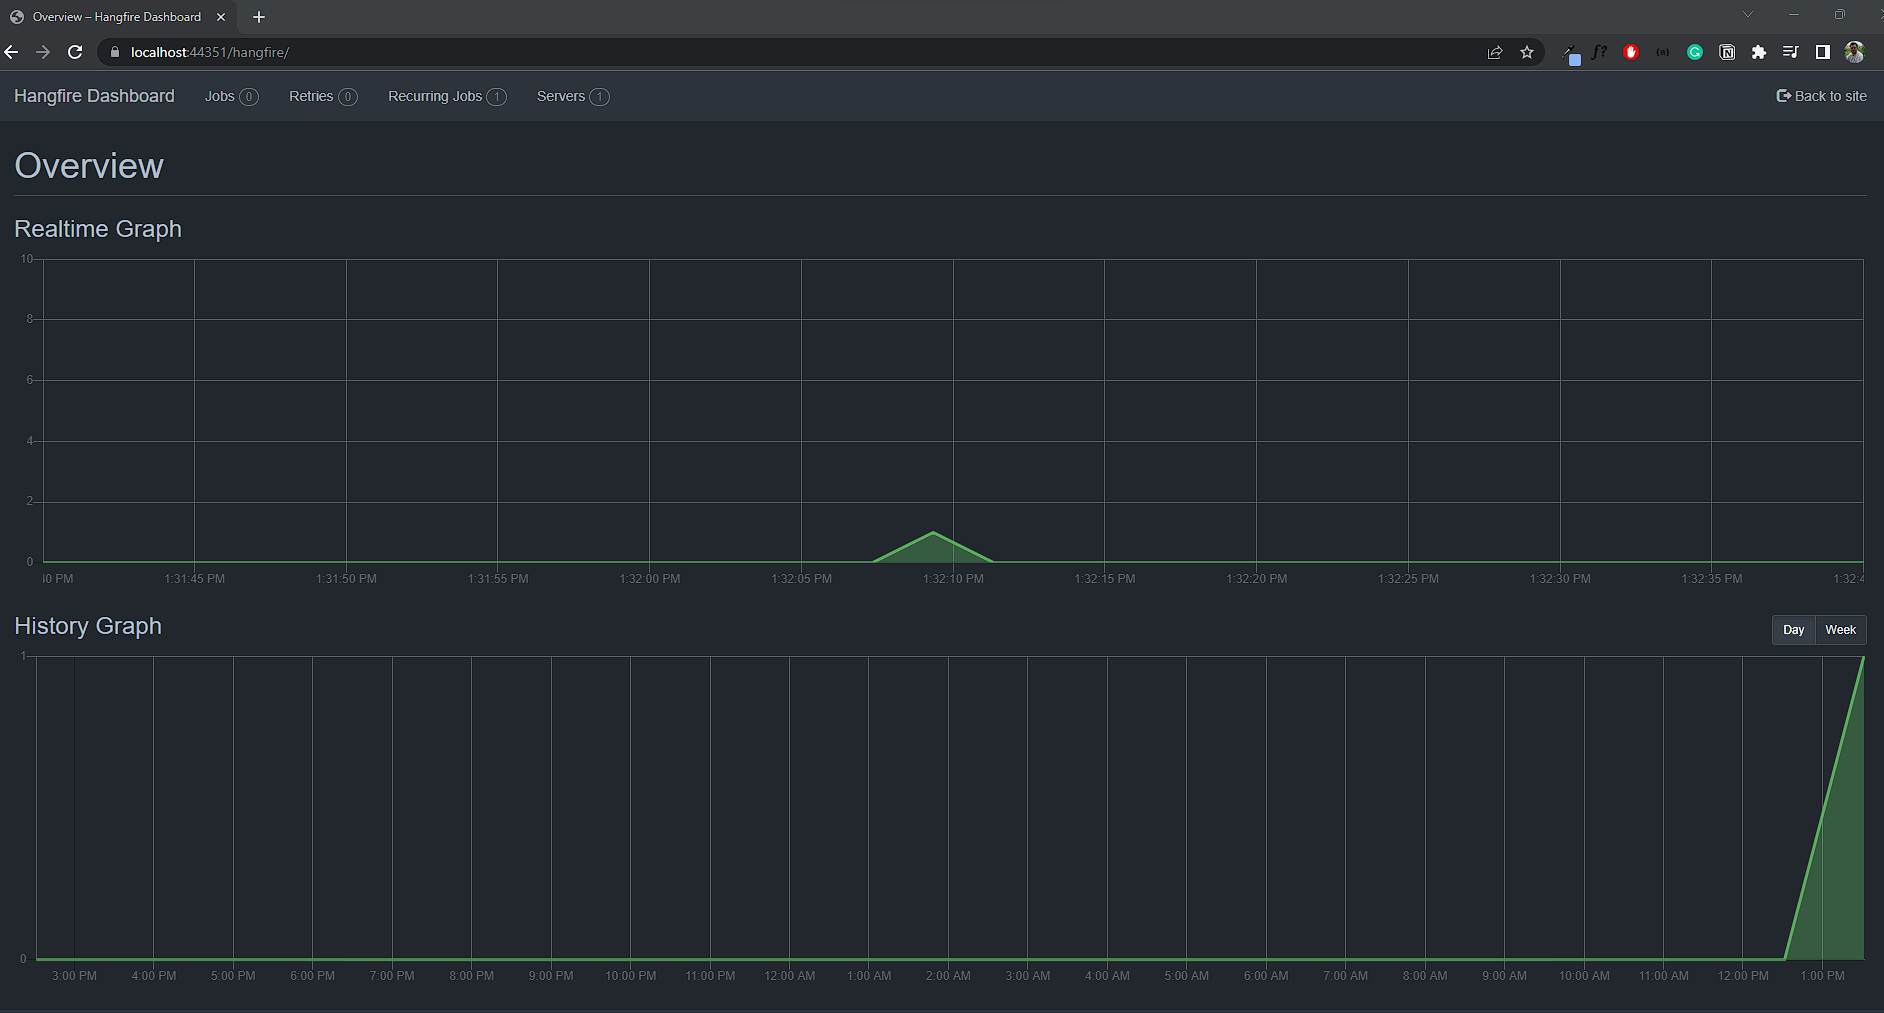 Overview – Hangfire Dashboard
localhost:44351/hangfire/
Hangfire Dashboard Jobs 0 Retries 0 Recurring Jobs 1 Servers 1 Back to site
Overview
Realtime Graph
10
8
6
4
2
0
40 PM 1:31:45 PM 1:31:50 PM 1:31:55 PM 1:32:00 PM 1:32:05 PM 1:32:10 PM 1:32:15 PM 1:32:20 PM 1:32:25 PM 1:32:30 PM 1:32:35 PM 1:32:4
History Graph Day Week
1
0
3:00 PM 4:00 PM 5:00 PM 6:00 PM 7:00 PM 8:00 PM 9:00 PM 10:00 PM 11:00 PM 12:00 AM 1:00 AM 2:00 AM 3:00 AM 4:00 AM 5:00 AM 6:00 AM 7:00 AM 8:00 AM 9:00 AM 10:00 AM 11:00 AM 12:00 PM 1:00 PM